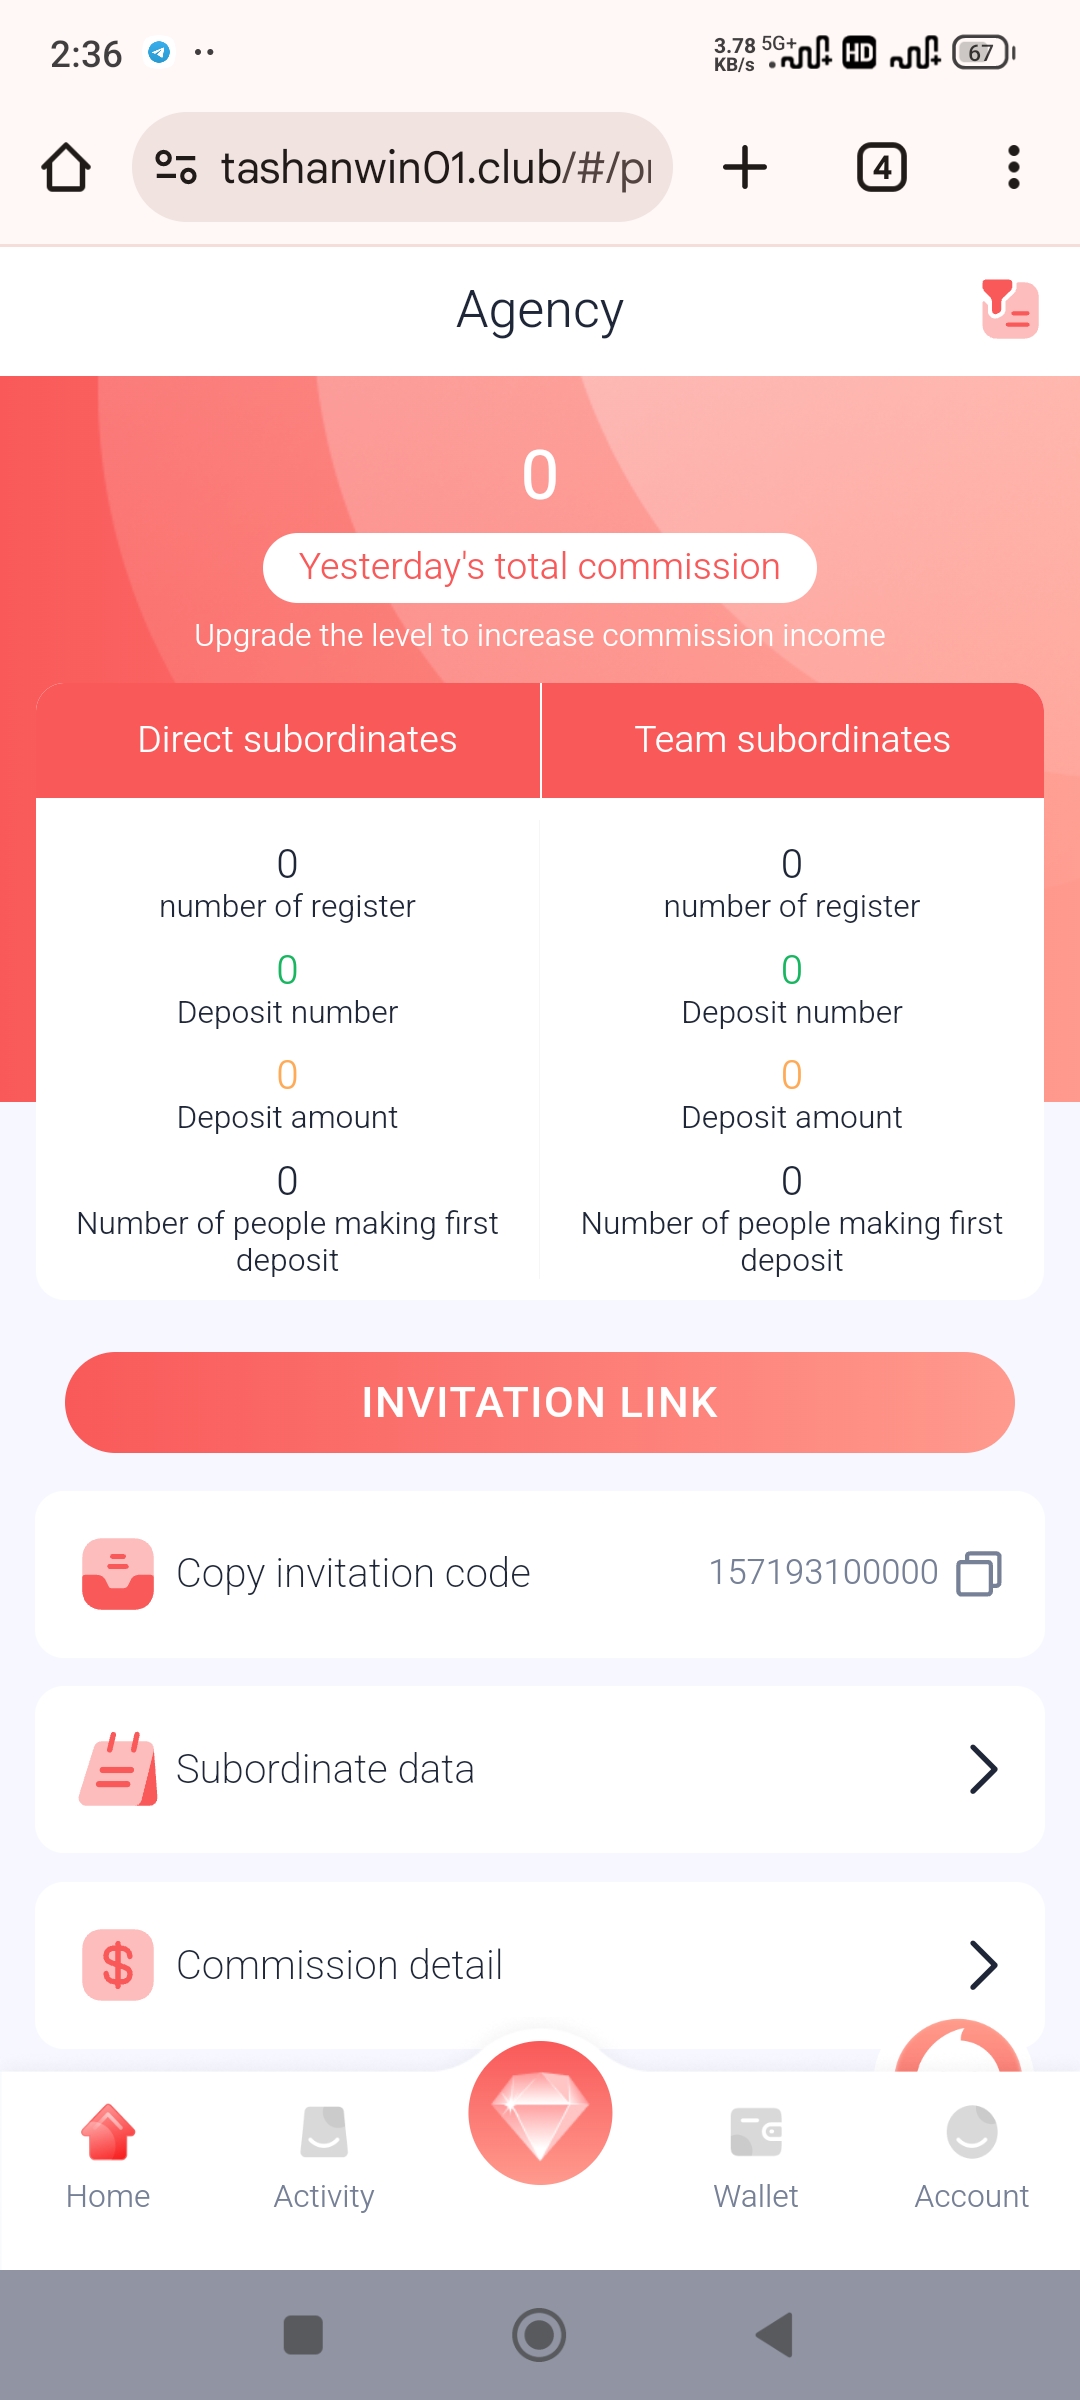 2:36
3.78 KB/s 5G+ HD 67
tashanwin01.club/#/pr
4
Agency
0
Yesterday's total commission
Upgrade the level to increase commission income
Direct subordinates
Team subordinates
0
number of register
0
Deposit number
0
Deposit amount
0
Number of people making first
deposit
0
number of register
0
Deposit number
0
Deposit amount
0
Number of people making first
deposit
INVITATION LINK
Copy invitation code 157193100000
Subordinate data
Commission detail
Home
Activity
Wallet
Account